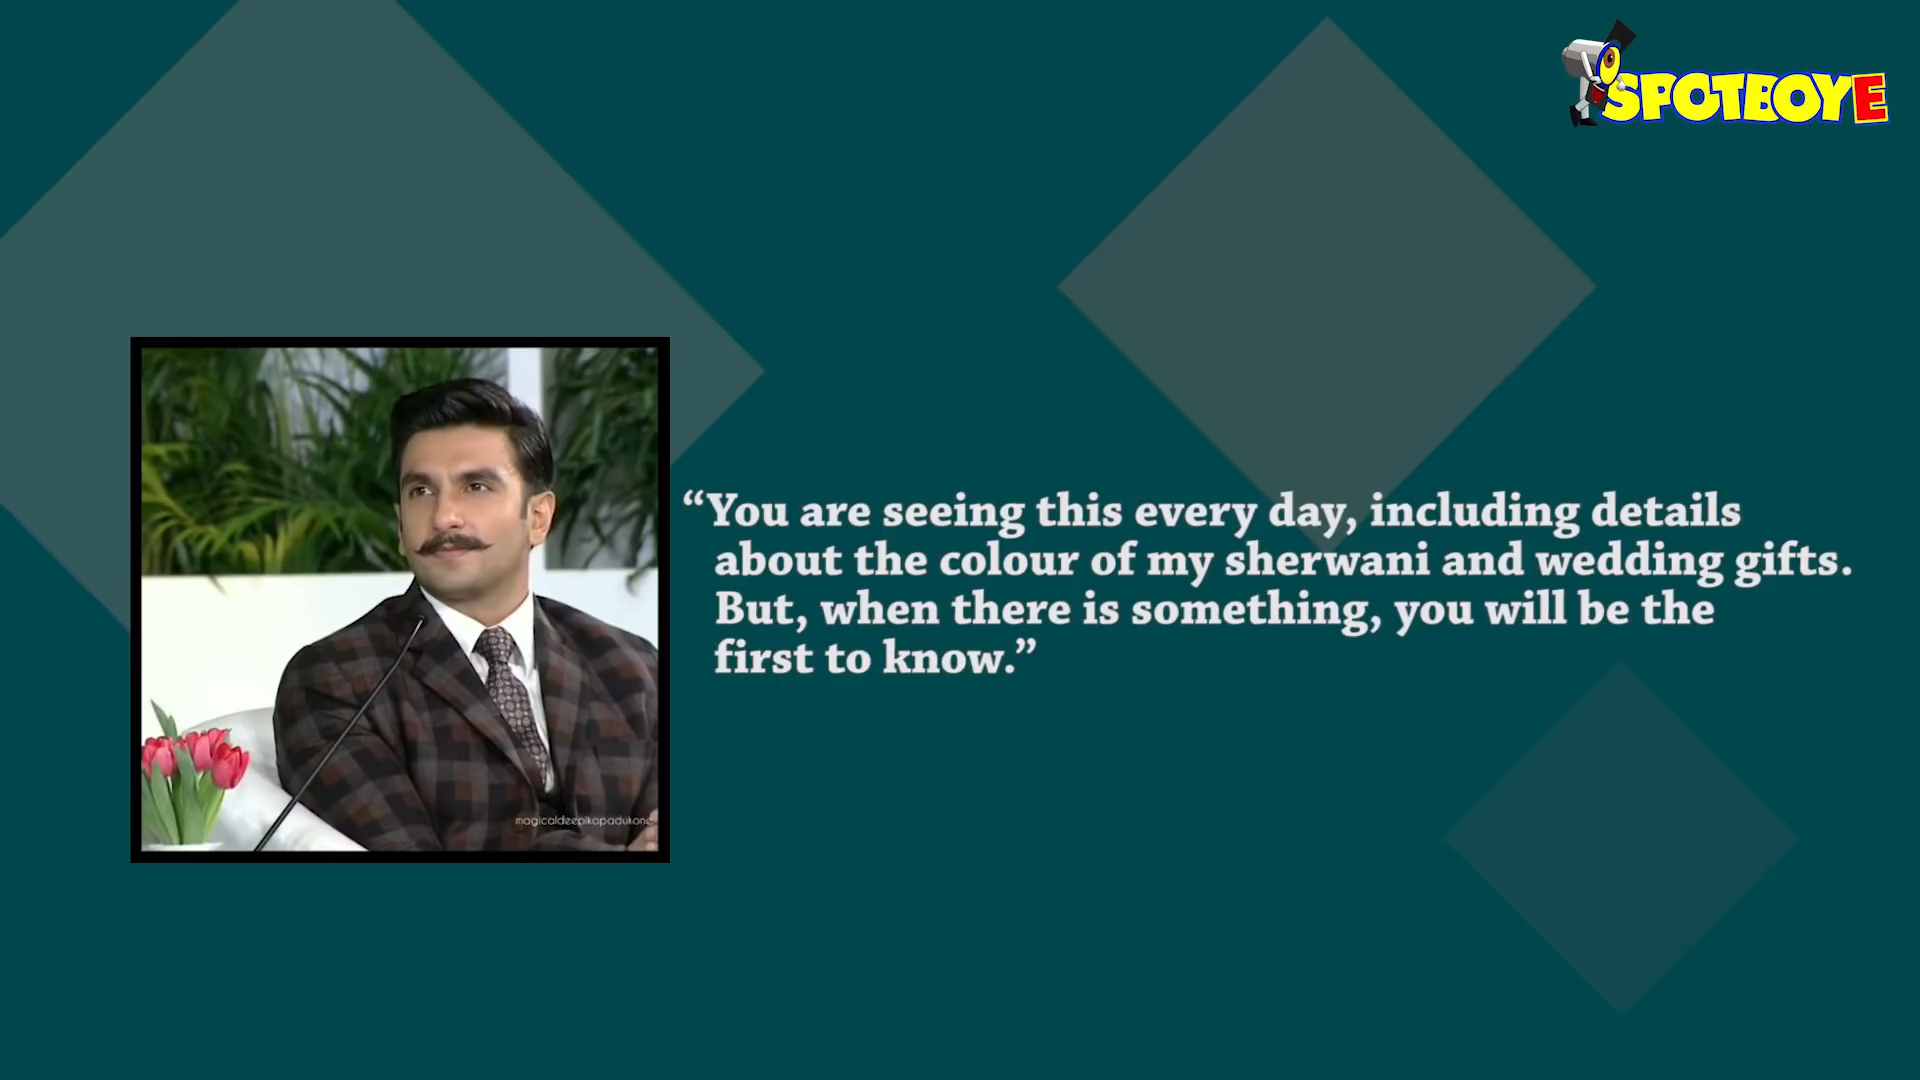 SPOTBOYE
“You are seeing this every day, including details
about the colour of my sherwani and wedding gifts.
But, when there is something, you will be the
first to know.”
magicaldeepikapadukone